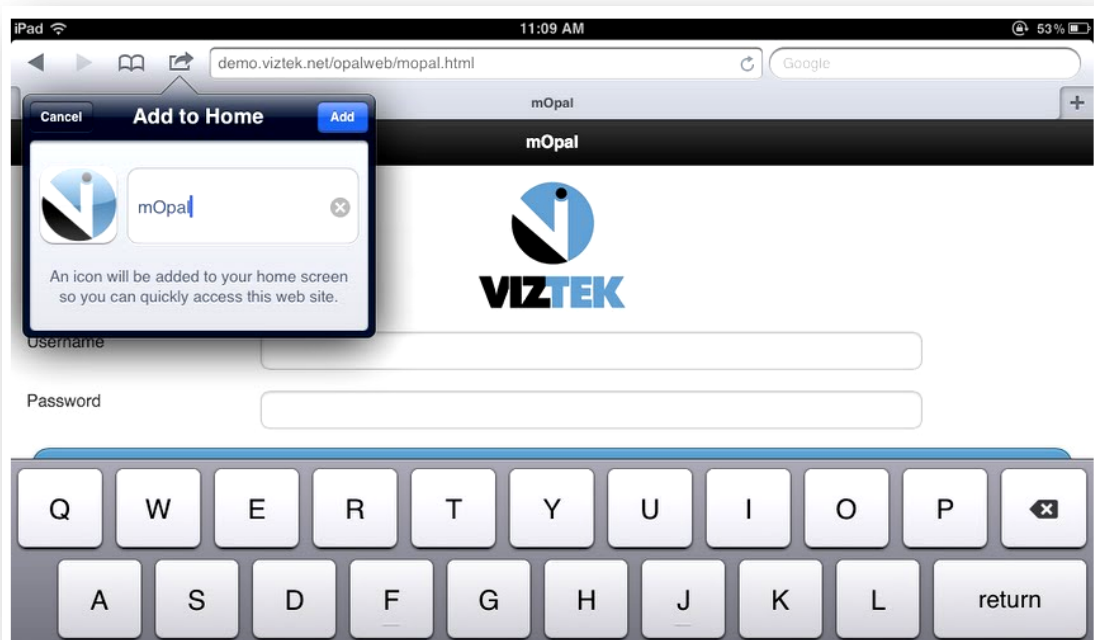 iPad 11:09 AM 53%
demo.viztek.net/opalweb/mopal.html Google
mOpal
Cancel Add to Home Add
mOpal
mOpal
An icon will be added to your home screen
so you can quickly access this web site.
VIZTEK
Username
Password
Q W E R T Y U I O P
A S D F G H J K L return